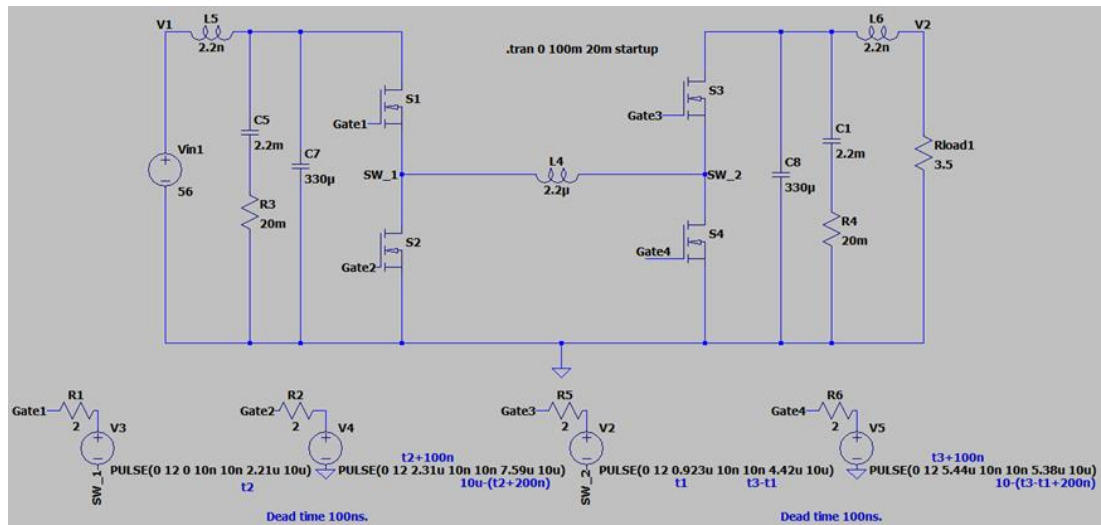 V1
L5
2.2n
.tran 0 100m 20m startup
L6
2.2n
V2
S1
Gate1
S3
Gate3
C5
2.2m
C7
330µ
C1
2.2m
C8
330µ
Rload1
3.5
Vin1
56
SW_1
L4
2.2µ
SW_2
R3
20m
S2
Gate2
S4
Gate4
R4
20m
R1
Gate1
2
V3
SW_1
PULSE(0 12 0 10n 10n 2.21u 10u)
t2
R2
Gate2
2
V4
t2+100n
PULSE(0 12 2.31u 10n 10n 7.59u 10u)
10u-(t2+200n)
R5
Gate3
2
V2
SW_2
PULSE(0 12 0.923u 10n 10n 4.42u 10u)
t1
t3-t1
R6
Gate4
2
V5
t3+100n
PULSE(0 12 5.44u 10n 10n 5.38u 10u)
10-(t3-t1+200n)
Dead time 100ns.
Dead time 100ns.